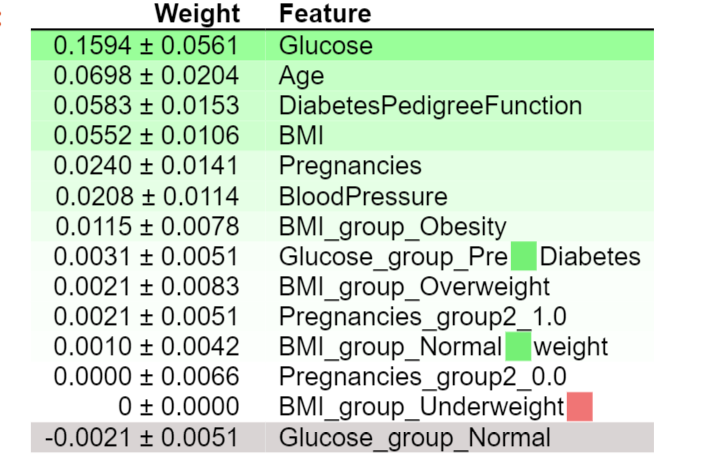 Weight Feature
0.1594 ± 0.0561 Glucose
0.0698 ± 0.0204 Age
0.0583 ± 0.0153 DiabetesPedigreeFunction
0.0552 ± 0.0106 BMI
0.0240 ± 0.0141 Pregnancies
0.0208 ± 0.0114 BloodPressure
0.0115 ± 0.0078 BMI_group_Obesity
0.0031 ± 0.0051 Glucose_group_Pre Diabetes
0.0021 ± 0.0083 BMI_group_Overweight
0.0021 ± 0.0051 Pregnancies_group2_1.0
0.0010 ± 0.0042 BMI_group_Normal weight
0.0000 ± 0.0066 Pregnancies_group2_0.0
0 ± 0.0000 BMI_group_Underweight
-0.0021 ± 0.0051 Glucose_group_Normal